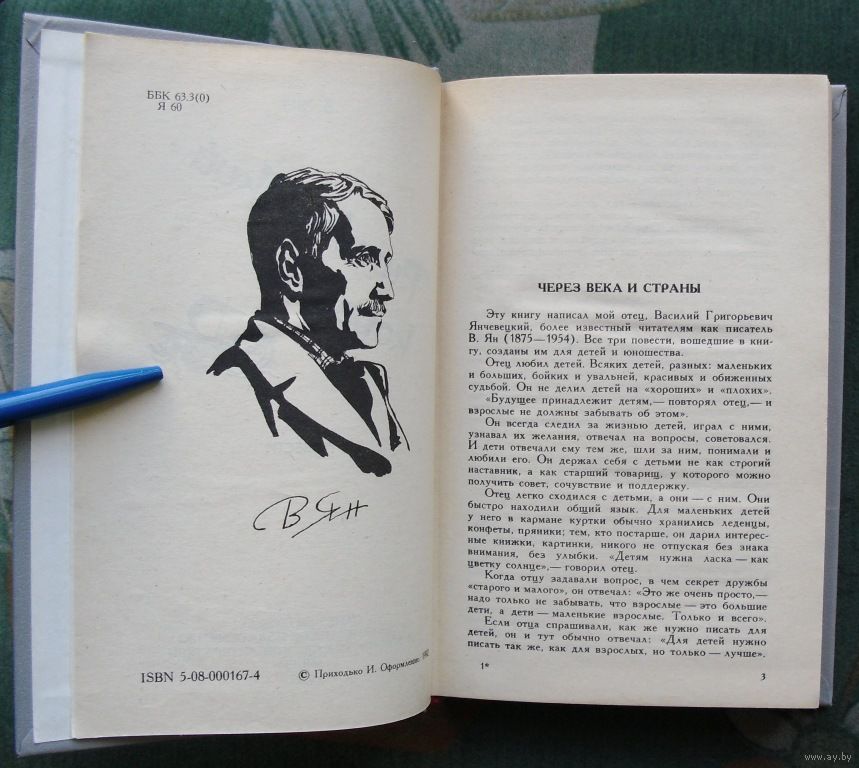 ББК 63.3(0)
Я 60
В Ян
ISBN 5-08-000167-4
© Приходько И. Оформление.
ЧЕРЕЗ ВЕКА И СТРАНЫ
Эту книгу написал мой отец, Василий Григорьевич
Янчевецкий, более известный читателям как писатель
В. Ян (1875—1954). Все три повести, вошедшие в кни-
гу, созданы им для детей и юношества.
Отец любил детей. Всяких детей, разных: маленьких
и больших, бойких и увальней, красивых и обиженных
судьбой. Он не делил детей на «хороших» и «плохих».
«Будущее принадлежит детям,— повторял отец,— и
взрослые не должны забывать об этом».
Он всегда следил за жизнью детей, играл с ними,
узнавал их желания, отвечал на вопросы, советовался.
И дети отвечали ему тем же, шли за ним, понимали и
любили его. Он держал себя с детьми не как строгий
наставник, а как старший товарищ, у которого можно
получить совет, сочувствие и поддержку.
Отец легко сходился с детьми, а они — с ним. Они
быстро находили общий язык. Для маленьких детей
у него в кармане куртки обычно хранились леденцы,
конфеты, пряники; тем, кто постарше, он дарил интерес-
ные книжки, картинки, никого не отпуская без знака
внимания, без улыбки. «Детям нужна ласка — как
цветку солнце»,— говорил отец.
Когда отцу задавали вопрос, в чем секрет дружбы
«старого и малого», он отвечал: «Это же очень просто,—
надо только не забывать, что взрослые — это большие
дети, а дети — маленькие взрослые. Только и всего».
Если отца спрашивали, как же нужно писать для
детей, он и тут обычно отвечал: «Для детей нужно
писать так же, как для взрослых, но только — лучше».
1*
3
www.ay.by